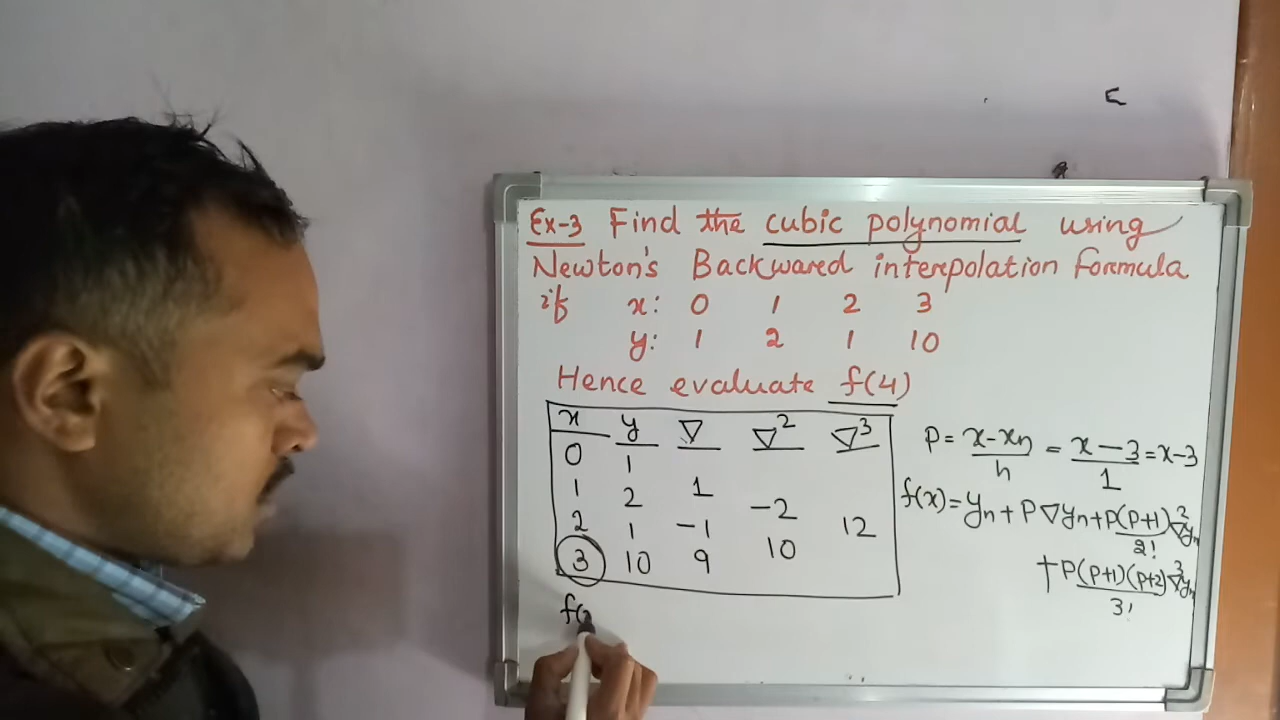 Ex-3 Find the cubic polynomial using
Newton's Backward interpolation formula
if x: 0 1 2 3
y: 1 2 1 10
Hence evaluate f(4)
x y ∇ ∇² ∇³
0 1
1 2 1
2 1 -1 -2
3 10 9 10 12
P = x-xₙ/h = x-3/1 = x-3
f(x) = yₙ + P∇yₙ + P(P+1)/2! ∇²yₙ
+ P(P+1)(P+2)/3! ∇³yₙ
f(